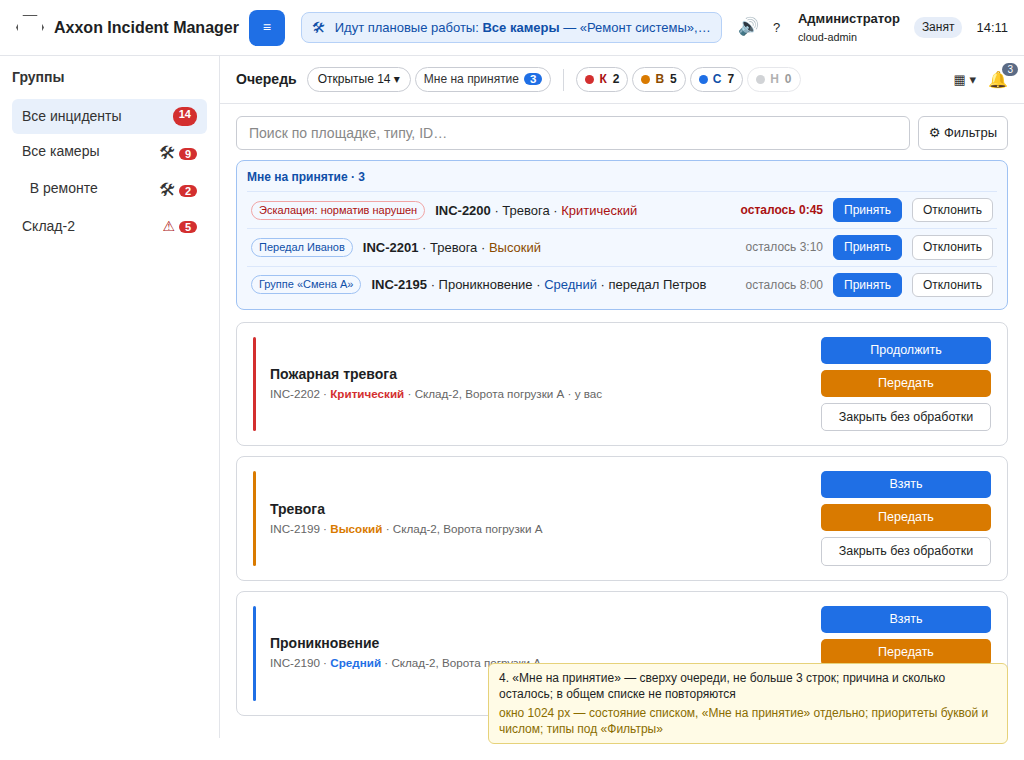 Axxon Incident Manager
≡
🛠 Идут плановые работы: Все камеры — «Ремонт системы»,…
🔊
?
Администратор
cloud-admin
Занят
14:11
Группы
Все инциденты 14
Все камеры 🛠 9
В ремонте 🛠 2
Склад-2 ⚠ 5
Очередь
Открытые 14 ▾
Мне на принятие 3
К 2
В 5
С 7
Н 0
▦ ▾
🔔 3
Поиск по площадке, типу, ID…
⚙ Фильтры
Мне на принятие · 3
Эскалация: норматив нарушен INC-2200 · Тревога · Критический осталось 0:45 Принять Отклонить
Передал Иванов INC-2201 · Тревога · Высокий осталось 3:10 Принять Отклонить
Группе «Смена А» INC-2195 · Проникновение · Средний · передал Петров осталось 8:00 Принять Отклонить
Пожарная тревога
INC-2202 · Критический · Склад-2, Ворота погрузки А · у вас
Продолжить
Передать
Закрыть без обработки
Тревога
INC-2199 · Высокий · Склад-2, Ворота погрузки А
Взять
Передать
Закрыть без обработки
Проникновение
INC-2190 · Средний · Склад-2, Ворота погрузки А
Взять
Передать
4. «Мне на принятие» — сверху очереди, не больше 3 строк; причина и сколько
осталось; в общем списке не повторяются
окно 1024 px — состояние списком, «Мне на принятие» отдельно; приоритеты буквой и
числом; типы под «Фильтры»